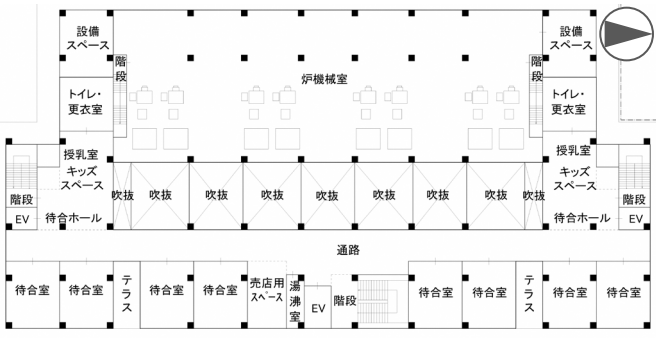 設備
スペース
設備
スペース
階
段
炉機械室
階
段
トイレ・
更衣室
トイレ・
更衣室
授乳室
キッズ
スペース
授乳室
キッズ
スペース
階段
吹抜
吹抜
吹抜
吹抜
吹抜
吹抜
吹抜
吹抜
吹抜
階段
EV
待合ホール
待合ホール
EV
通路
待合室
待合室
テ
ラ
ス
待合室
待合室
売店用
スペース
湯
沸
室
EV
階段
待合室
待合室
テ
ラ
ス
待合室
待合室